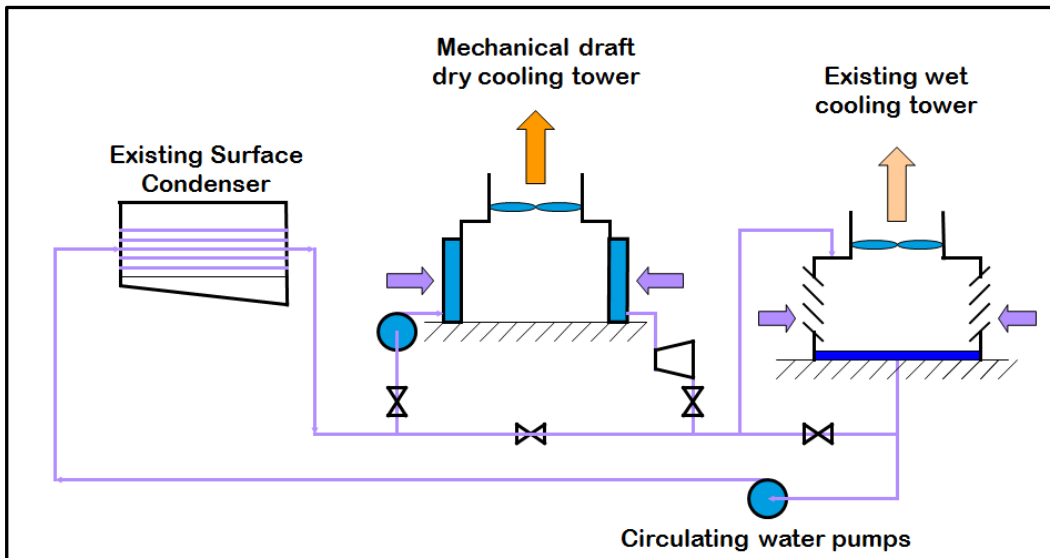 Mechanical draft
dry cooling tower
Existing wet
cooling tower
Existing Surface
Condenser
Circulating water pumps